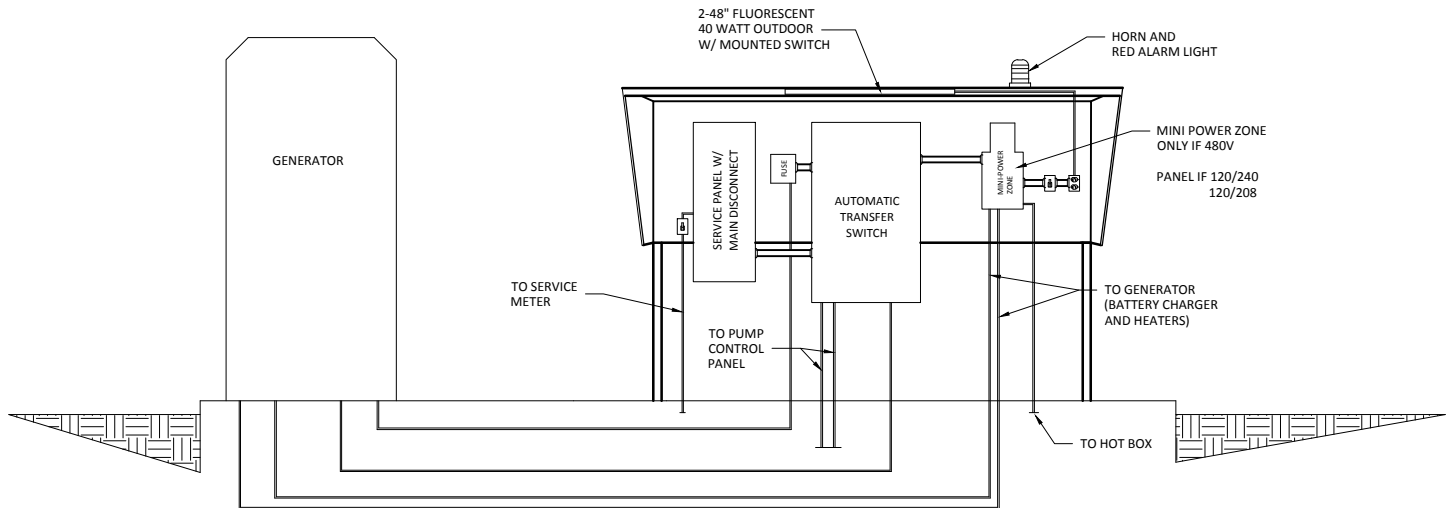 2-48" FLUORESCENT
40 WATT OUTDOOR
W/ MOUNTED SWITCH
HORN AND
RED ALARM LIGHT
GENERATOR
SERVICE PANEL W/
MAIN DISCONNECT
FUSE
AUTOMATIC
TRANSFER
SWITCH
MINI-POWER
ZONE
MINI POWER ZONE
ONLY IF 480V
PANEL IF 120/240
120/208
TO SERVICE
METER
TO PUMP
CONTROL
PANEL
TO GENERATOR
(BATTERY CHARGER
AND HEATERS)
TO HOT BOX